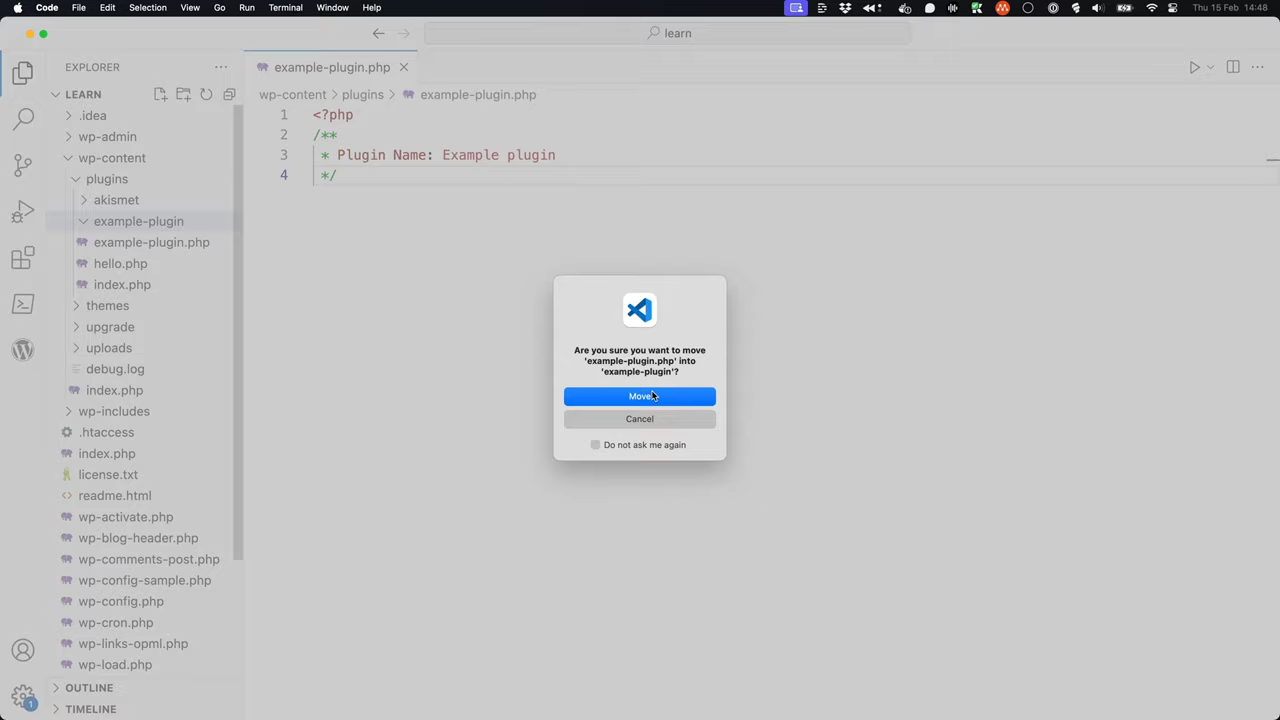 Code File Edit Selection View Go Run Terminal Window Help Thu 15 Feb 14:48
learn
EXPLORER
example-plugin.php
LEARN
wp-content > plugins > example-plugin.php
.idea
wp-admin
wp-content
plugins
akismet
example-plugin
example-plugin.php
hello.php
index.php
themes
upgrade
uploads
debug.log
index.php
wp-includes
.htaccess
index.php
license.txt
readme.html
wp-activate.php
wp-blog-header.php
wp-comments-post.php
wp-config-sample.php
wp-config.php
wp-cron.php
wp-links-opml.php
wp-load.php
OUTLINE
TIMELINE
1
1 <?php
2 /**
3 * Plugin Name: Example plugin
4 */
Are you sure you want to move
'example-plugin.php' into
'example-plugin'?
Move
Cancel
Do not ask me again